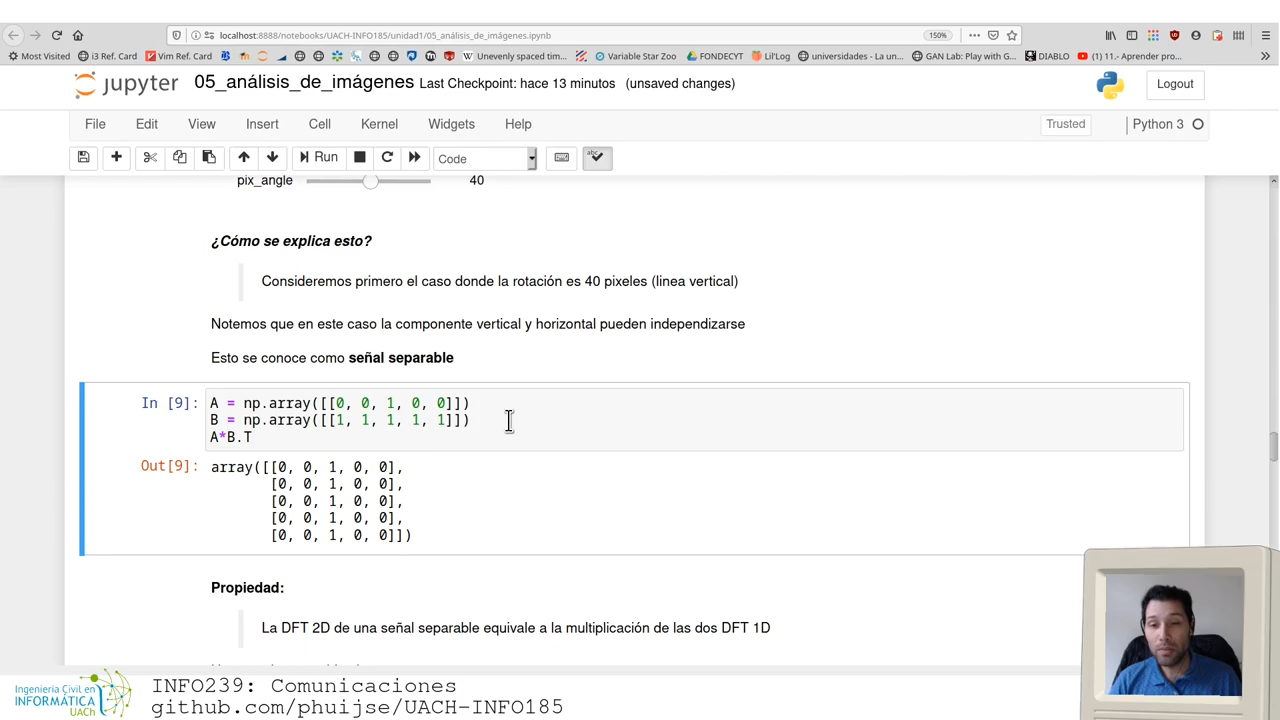 localhost:8888/notebooks/UACH-INFO185/unidad1/05_análisis_de_imágenes.ipynb
150%
Most Visited
i3 Ref. Card
Vim Ref. Card
Unevenly spaced tim...
Variable Star Zoo
FONDECYT
Lil'Log
universidades - La un...
GAN Lab: Play with G...
DIABLO
(1) 11.- Aprender pro...
jupyter 05_análisis_de_imágenes Last Checkpoint: hace 13 minutos (unsaved changes)
Logout
File Edit View Insert Cell Kernel Widgets Help
Trusted
Python 3
Run
Code
pix_angle 40
¿Cómo se explica esto?
Consideremos primero el caso donde la rotación es 40 pixeles (linea vertical)
Notemos que en este caso la componente vertical y horizontal pueden independizarse
Esto se conoce como señal separable
In [9]: A = np.array([[0, 0, 1, 0, 0]])
B = np.array([[1, 1, 1, 1, 1]])
A*B.T
Out[9]: array([[0, 0, 1, 0, 0],
[0, 0, 1, 0, 0],
[0, 0, 1, 0, 0],
[0, 0, 1, 0, 0],
[0, 0, 1, 0, 0]])
Propiedad:
La DFT 2D de una señal separable equivale a la multiplicación de las dos DFT 1D
Ingeniería Civil en
INFORMÁTICA
UACh
INFO239: Comunicaciones
github.com/phuijse/UACH-INFO185